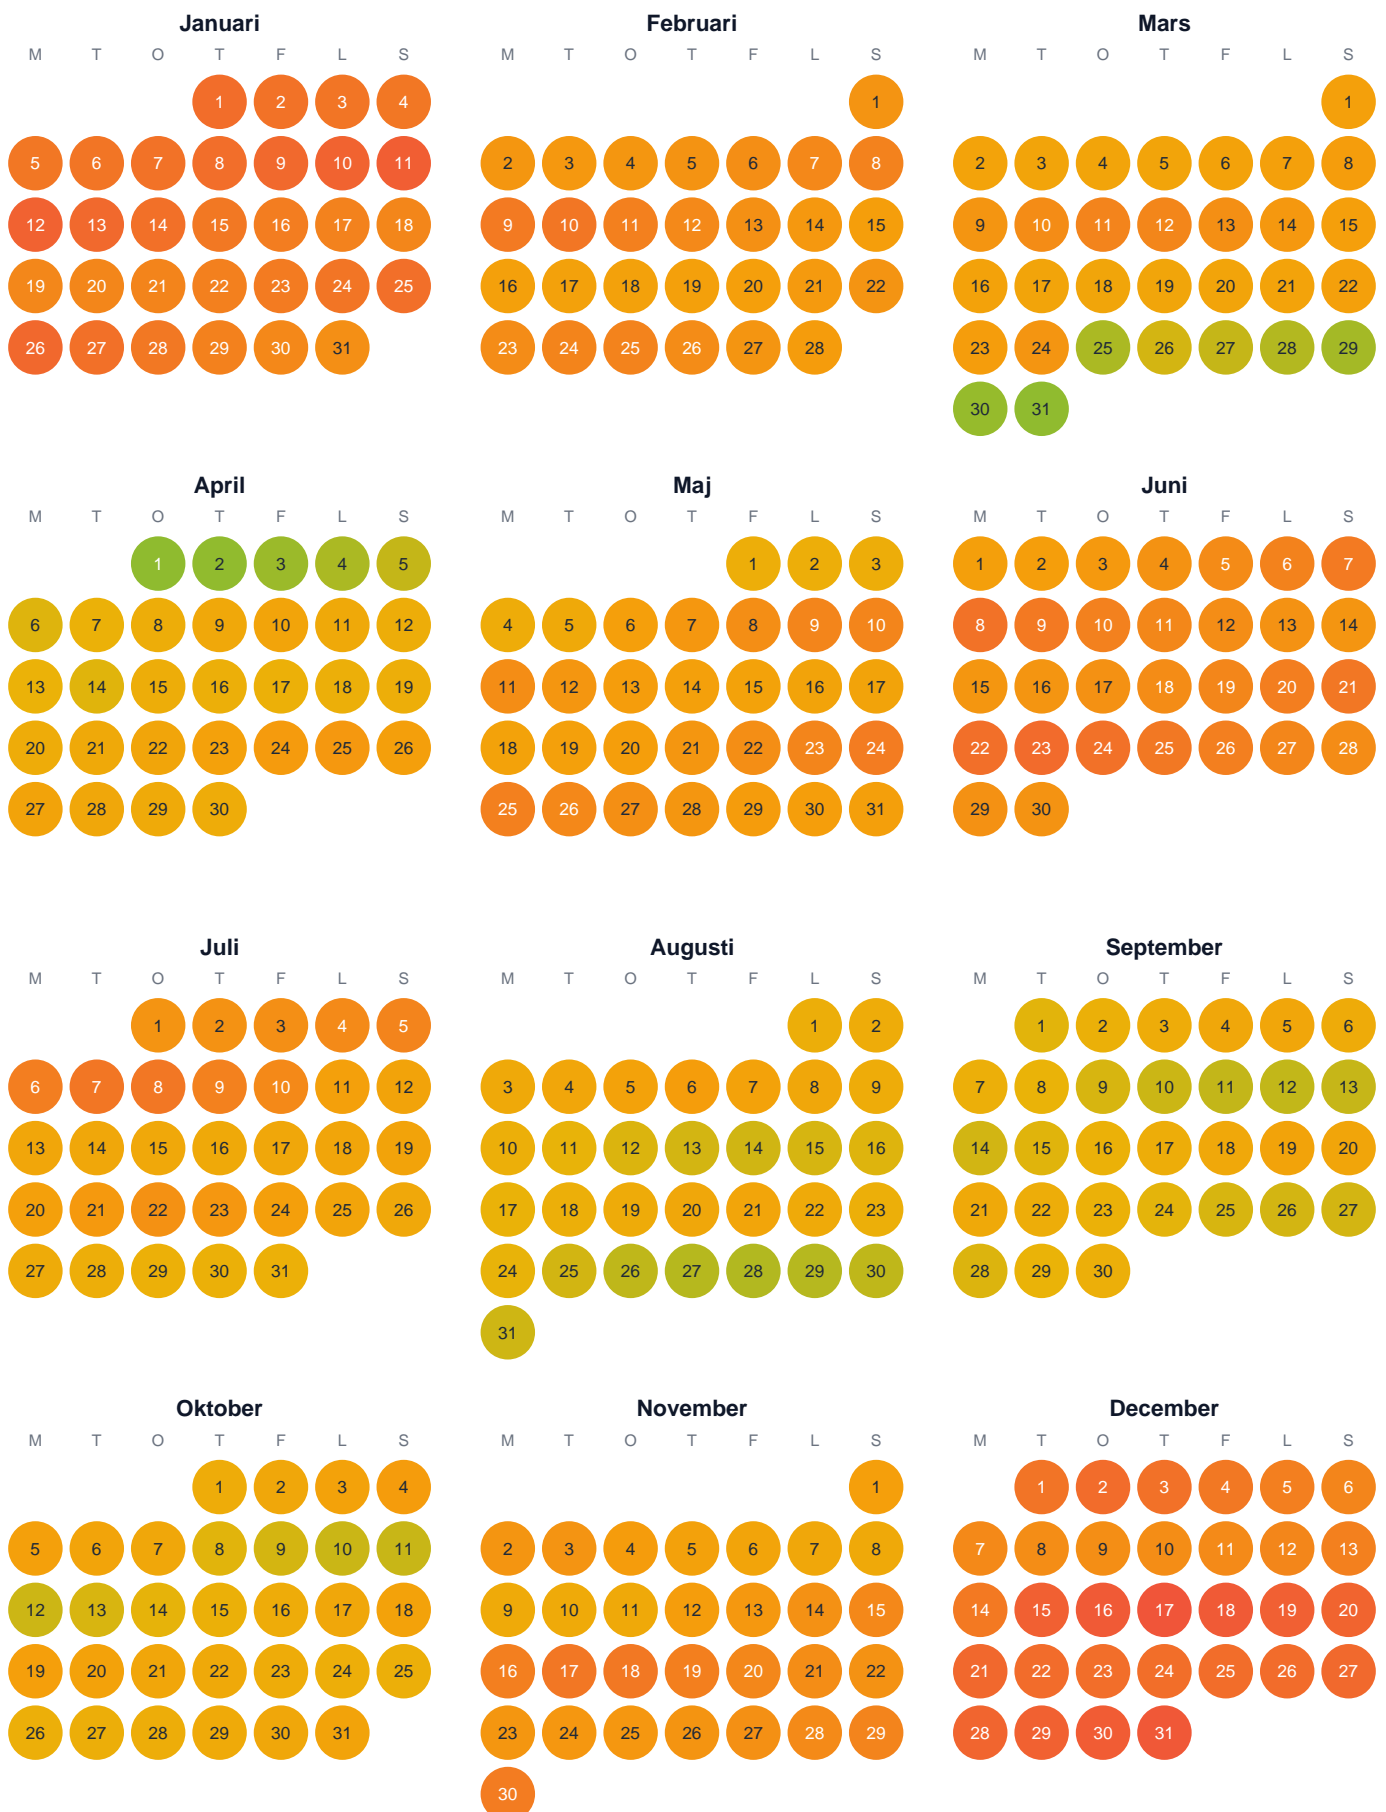 Januari Februari Mars
M T O T F L S M T O T F L S M T O T F L S
1 2 3 4 1 1
5 6 7 8 9 10 11 2 3 4 5 6 7 8 2 3 4 5 6 7 8
12 13 14 15 16 17 18 9 10 11 12 13 14 15 9 10 11 12 13 14 15
19 20 21 22 23 24 25 16 17 18 19 20 21 22 16 17 18 19 20 21 22
26 27 28 29 30 31 23 24 25 26 27 28 23 24 25 26 27 28 29
30 31
April Maj Juni
M T O T F L S M T O T F L S M T O T F L S
1 2 3 4 5 1 2 3 1 2 3 4 5 6 7
6 7 8 9 10 11 12 4 5 6 7 8 9 10 8 9 10 11 12 13 14
13 14 15 16 17 18 19 11 12 13 14 15 16 17 15 16 17 18 19 20 21
20 21 22 23 24 25 26 18 19 20 21 22 23 24 22 23 24 25 26 27 28
27 28 29 30 25 26 27 28 29 30 31 29 30
Juli Augusti September
M T O T F L S M T O T F L S M T O T F L S
1 2 3 4 5 1 2 1 2 3 4 5 6
6 7 8 9 10 11 12 3 4 5 6 7 8 9 7 8 9 10 11 12 13
13 14 15 16 17 18 19 10 11 12 13 14 15 16 14 15 16 17 18 19 20
20 21 22 23 24 25 26 17 18 19 20 21 22 23 21 22 23 24 25 26 27
27 28 29 30 31 24 25 26 27 28 29 30 28 29 30
31
Oktober November December
M T O T F L S M T O T F L S M T O T F L S
1 2 3 4 1 1 2 3 4 5 6
5 6 7 8 9 10 11 2 3 4 5 6 7 8 7 8 9 10 11 12 13
12 13 14 15 16 17 18 9 10 11 12 13 14 15 14 15 16 17 18 19 20
19 20 21 22 23 24 25 16 17 18 19 20 21 22 21 22 23 24 25 26 27
26 27 28 29 30 31 23 24 25 26 27 28 29 28 29 30 31
30